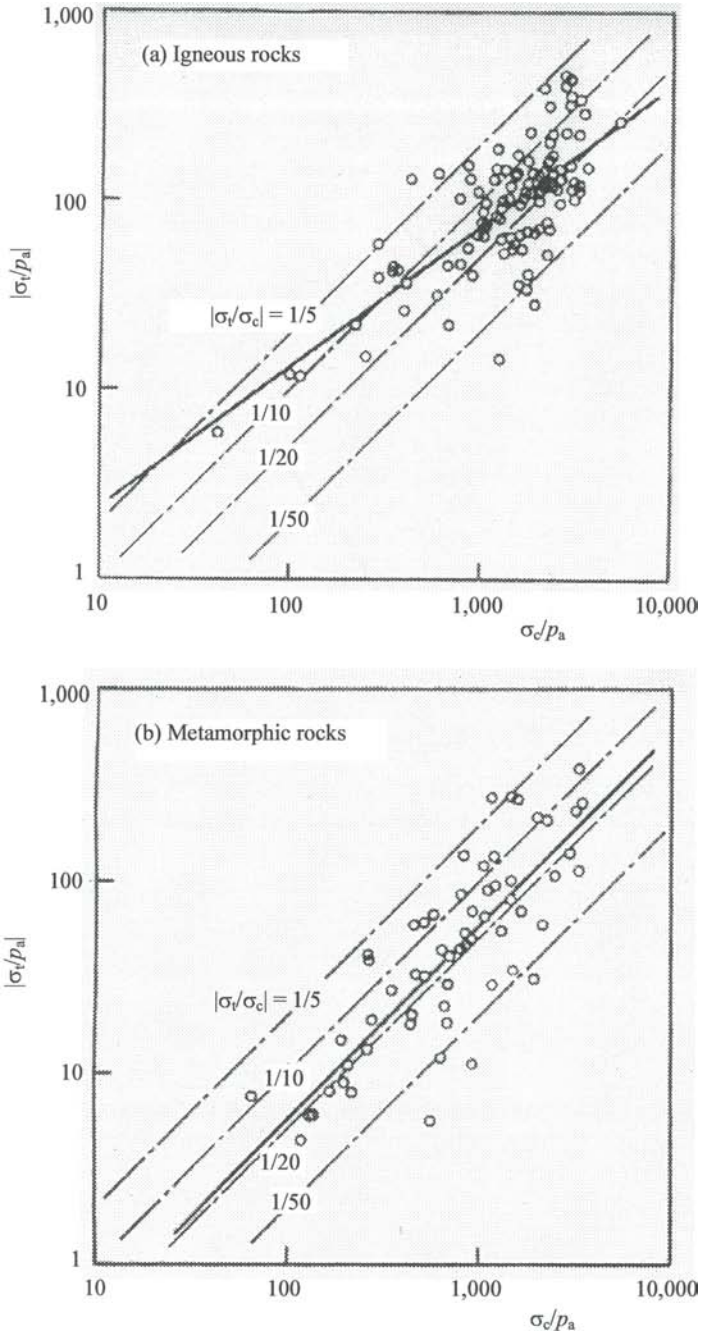 1,000
(a) Igneous rocks
100
|σt/pa|
|σt/σc| = 1/5
10
1/10
1/20
1/50
1
10
100
1,000
10,000
σc/pa
1,000
(b) Metamorphic rocks
100
|σt/pa|
|σt/σc| = 1/5
10
1/10
1/20
1/50
1
10
100
1,000
10,000
σc/pa